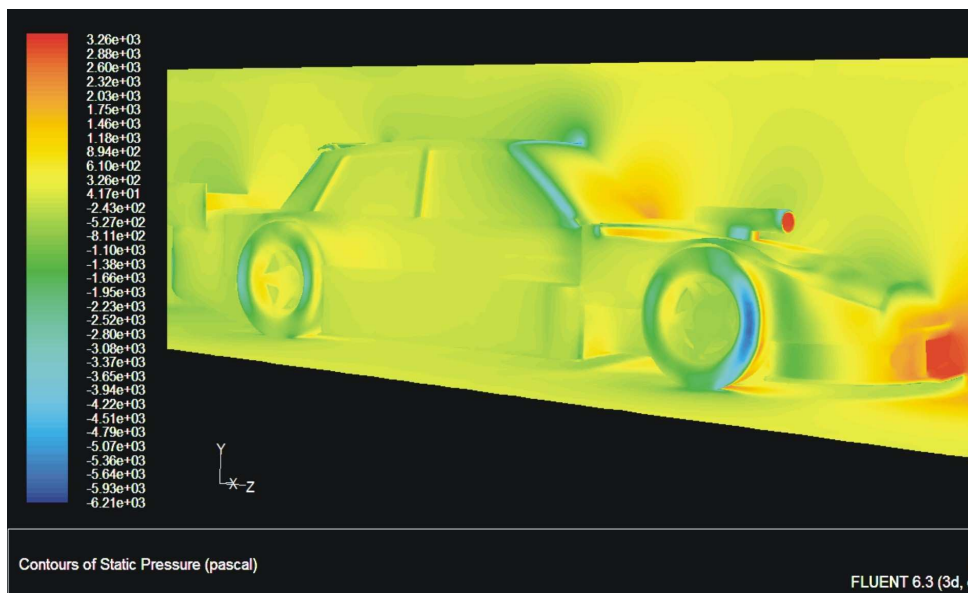 3.26e+03
2.88e+03
2.60e+03
2.32e+03
2.03e+03
1.75e+03
1.46e+03
1.18e+03
8.94e+02
6.10e+02
3.26e+02
4.17e+01
-2.43e+02
-5.27e+02
-8.11e+02
-1.10e+03
-1.38e+03
-1.66e+03
-1.95e+03
-2.23e+03
-2.52e+03
-2.80e+03
-3.08e+03
-3.37e+03
-3.65e+03
-3.94e+03
-4.22e+03
-4.51e+03
-4.79e+03
-5.07e+03
-5.36e+03
-5.64e+03
-5.93e+03
-6.21e+03
Y
X Z
Contours of Static Pressure (pascal)
FLUENT 6.3 (3d,